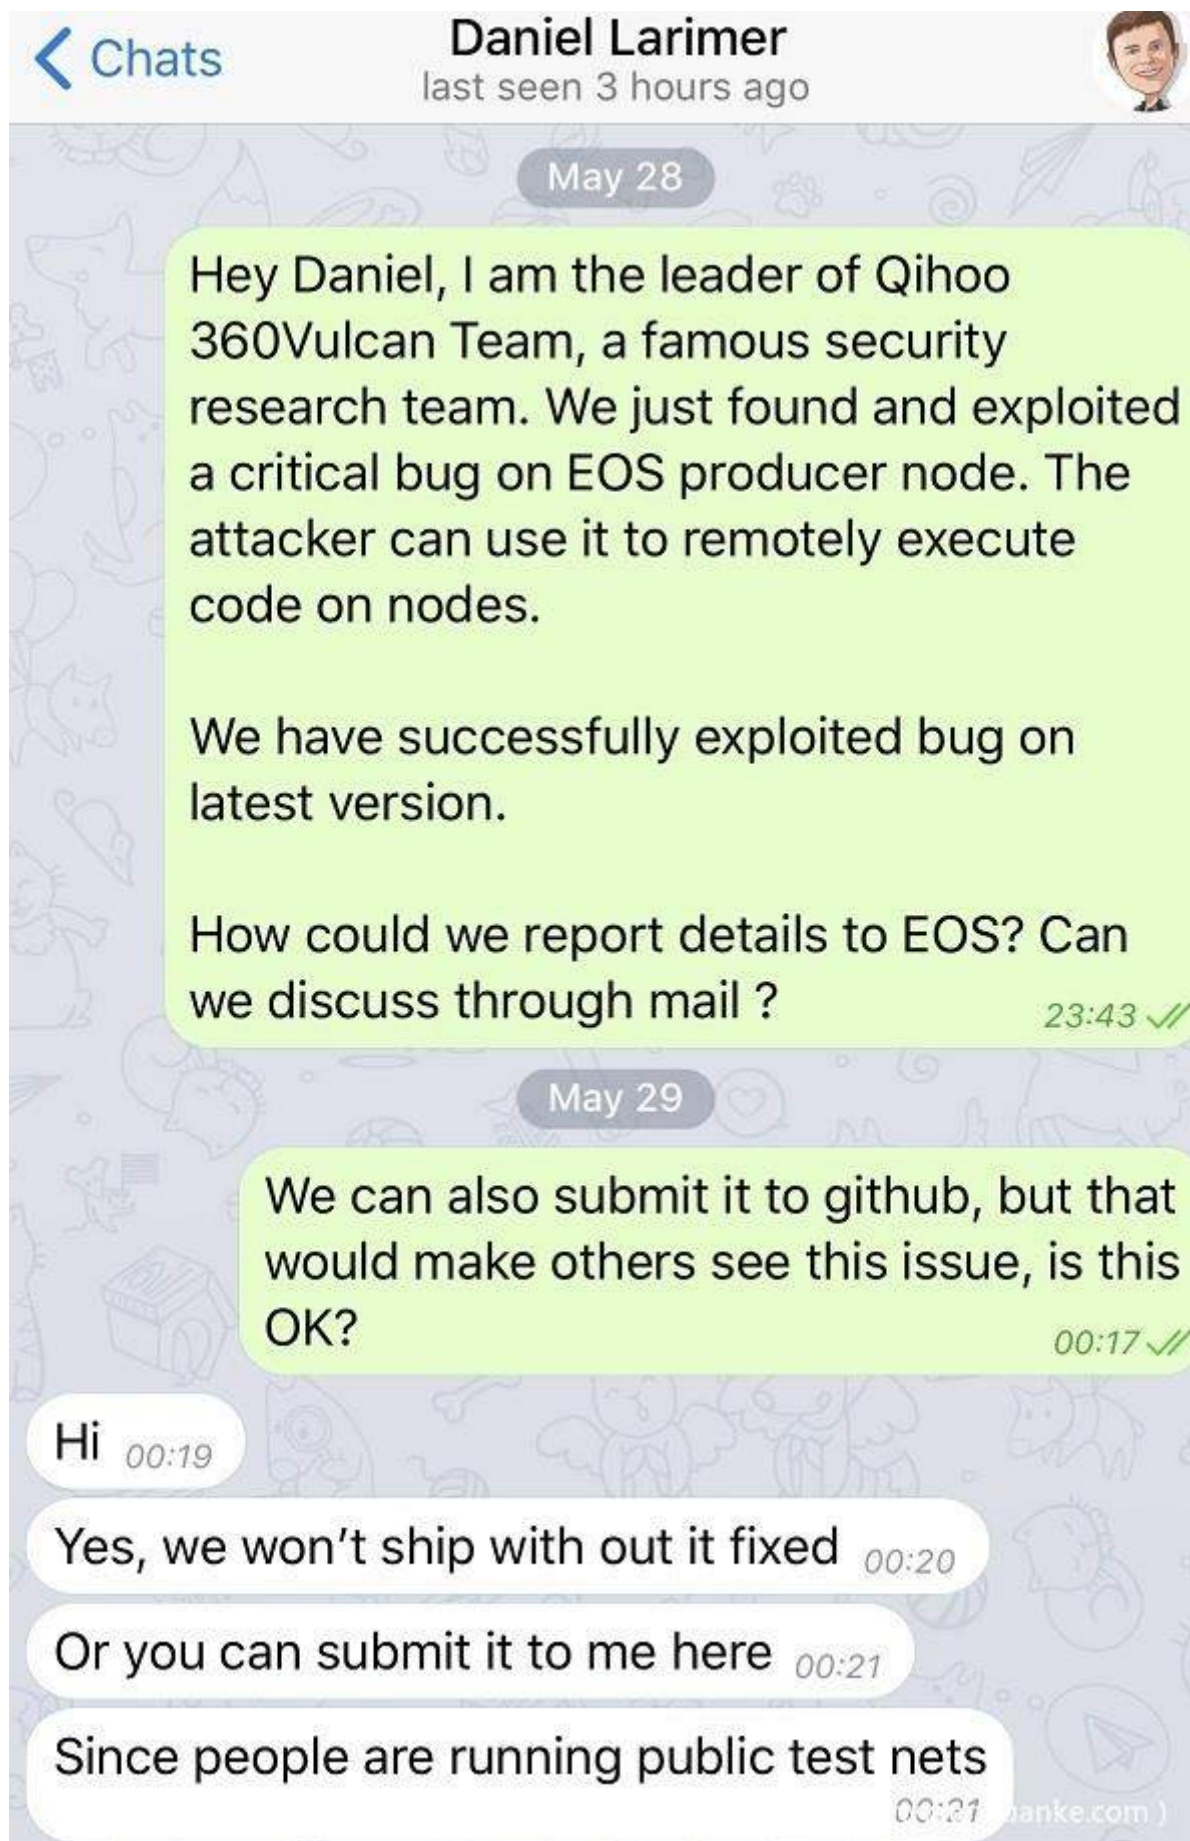 Chats
Daniel Larimer
last seen 3 hours ago
May 28
Hey Daniel, I am the leader of Qihoo
360Vulcan Team, a famous security
research team. We just found and exploited
a critical bug on EOS producer node. The
attacker can use it to remotely execute
code on nodes.
We have successfully exploited bug on
latest version.
How could we report details to EOS? Can
we discuss through mail ?
23:43
May 29
We can also submit it to github, but that
would make others see this issue, is this
OK?
00:17
Hi 00:19
Yes, we won't ship with out it fixed 00:20
Or you can submit it to me here 00:21
Since people are running public test nets
00:21